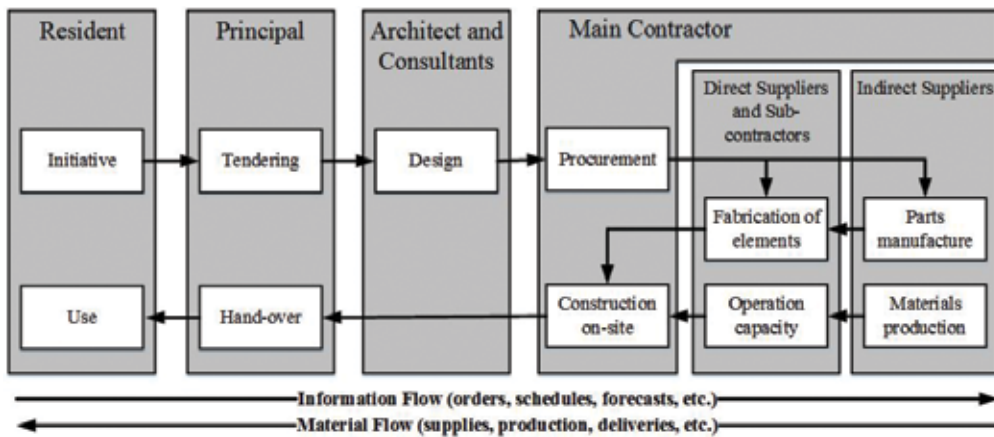 Resident
Principal
Architect and
Consultants
Main Contractor
Direct Suppliers
and Sub-
contractors
Indirect Suppliers
Initiative
Tendering
Design
Procurement
Fabrication of
elements
Parts
manufacture
Use
Hand-over
Construction
on-site
Operation
capacity
Materials
production
Information Flow (orders, schedules, forecasts, etc.)
Material Flow (supplies, production, deliveries, etc.)